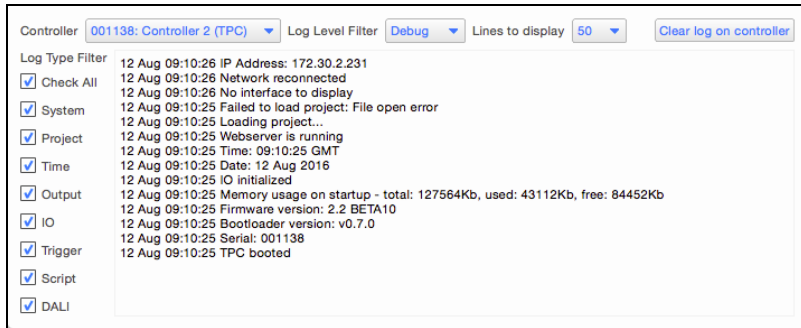 Controller 001138: Controller 2 (TPC) Log Level Filter Debug Lines to display 50 Clear log on controller
Log Type Filter
Check All
System
Project
Time
Output
IO
Trigger
Script
DALI
12 Aug 09:10:26 IP Address: 172.30.2.231
12 Aug 09:10:26 Network reconnected
12 Aug 09:10:26 No interface to display
12 Aug 09:10:25 Failed to load project: File open error
12 Aug 09:10:25 Loading project...
12 Aug 09:10:25 Webserver is running
12 Aug 09:10:25 Time: 09:10:25 GMT
12 Aug 09:10:25 Date: 12 Aug 2016
12 Aug 09:10:25 IO initialized
12 Aug 09:10:25 Memory usage on startup - total: 127564Kb, used: 43112Kb, free: 84452Kb
12 Aug 09:10:25 Firmware version: 2.2 BETA10
12 Aug 09:10:25 Bootloader version: v0.7.0
12 Aug 09:10:25 Serial: 001138
12 Aug 09:10:25 TPC booted